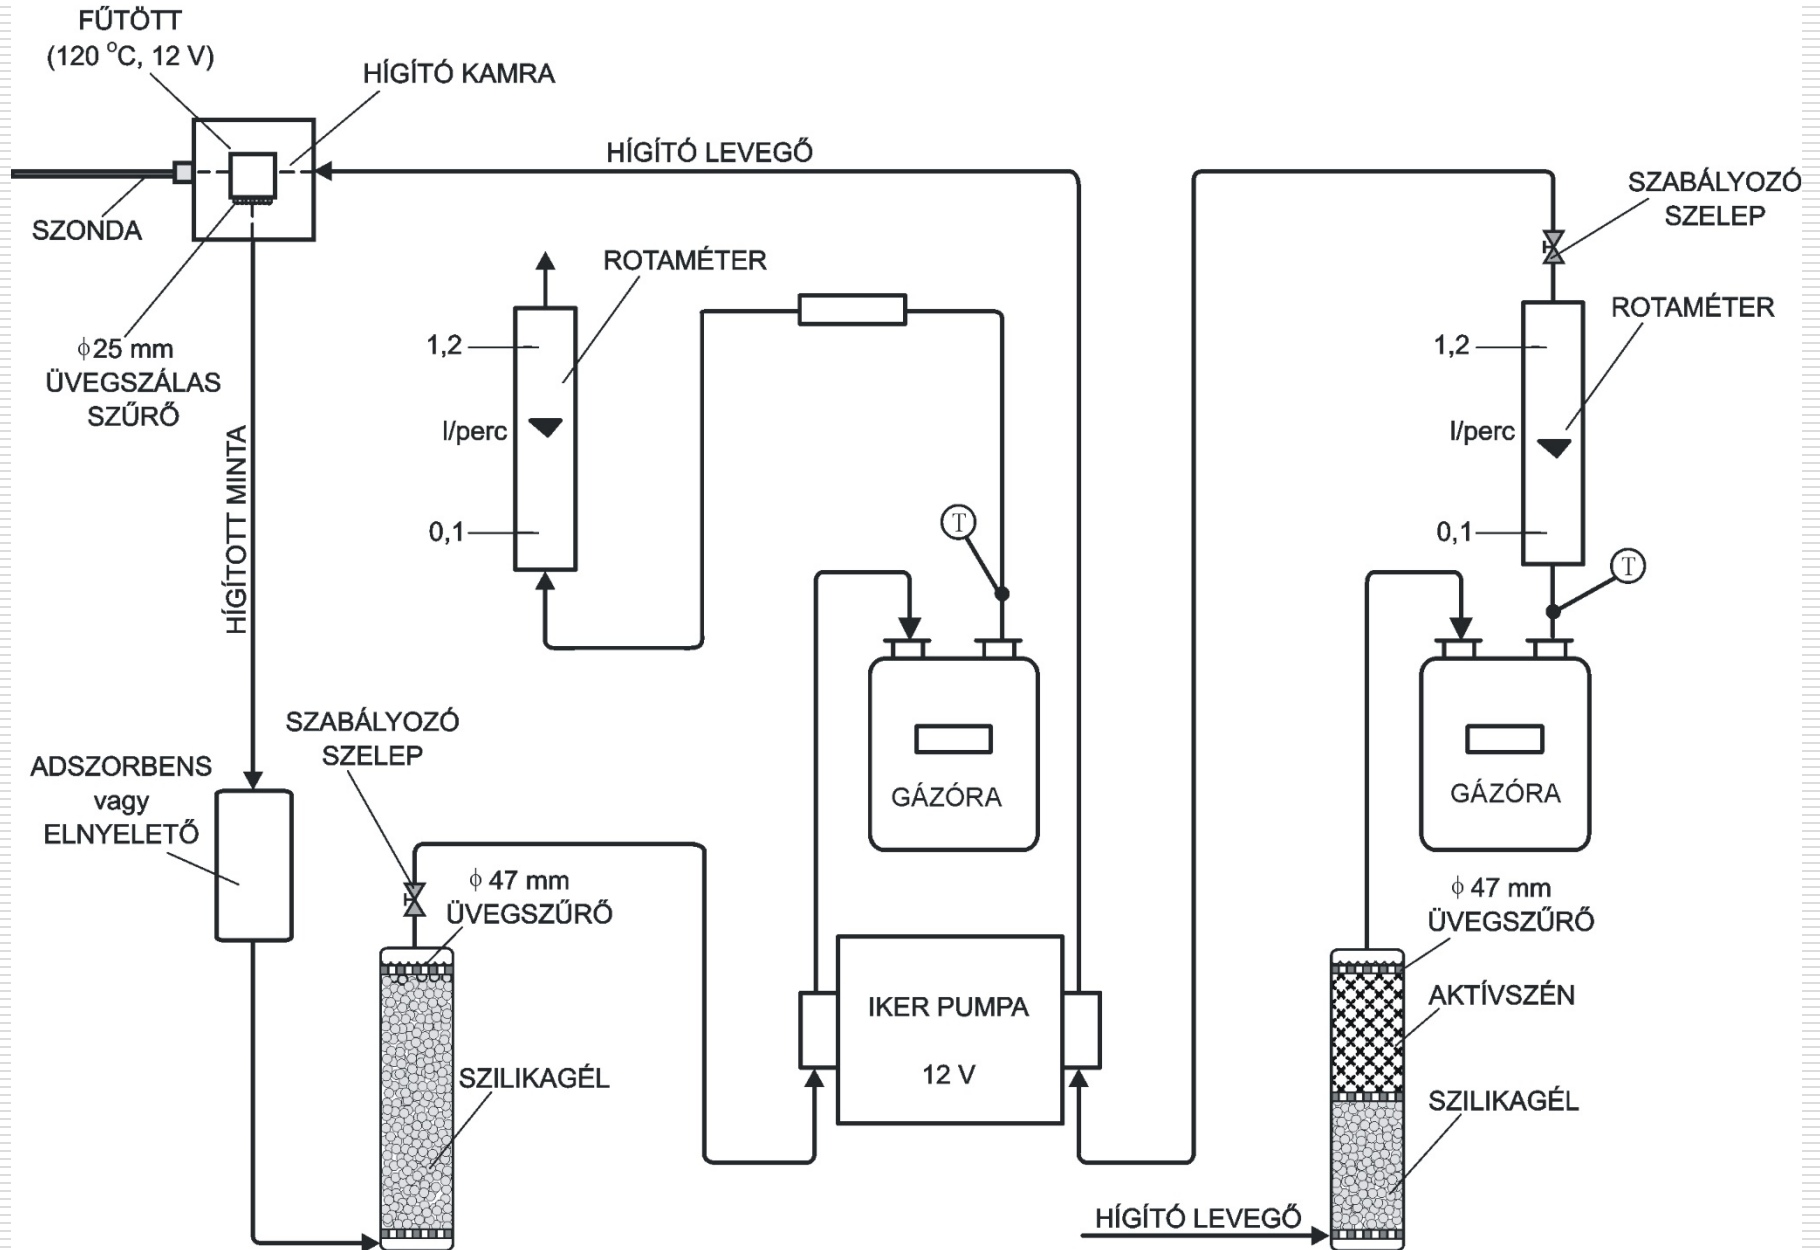 FŰTÖTT
(120 °C, 12 V)
HÍGÍTÓ KAMRA
HÍGÍTÓ LEVEGŐ
SZONDA
SZABÁLYOZÓ
SZELEP
ROTAMÉTER
ROTAMÉTER
ϕ25 mm
ÜVEGSZÁLAS
SZŰRŐ
1,2
l/perc
0,1
1,2
l/perc
0,1
HÍGÍTOTT MINTA
T
T
SZABÁLYOZÓ
SZELEP
ADSZORBENS
vagy
ELNYELETŐ
GÁZÓRA
GÁZÓRA
ϕ 47 mm
ÜVEGSZŰRŐ
ϕ 47 mm
ÜVEGSZŰRŐ
IKER PUMPA
12 V
AKTÍVSZÉN
SZILIKAGÉL
SZILIKAGÉL
HÍGÍTÓ LEVEGŐ